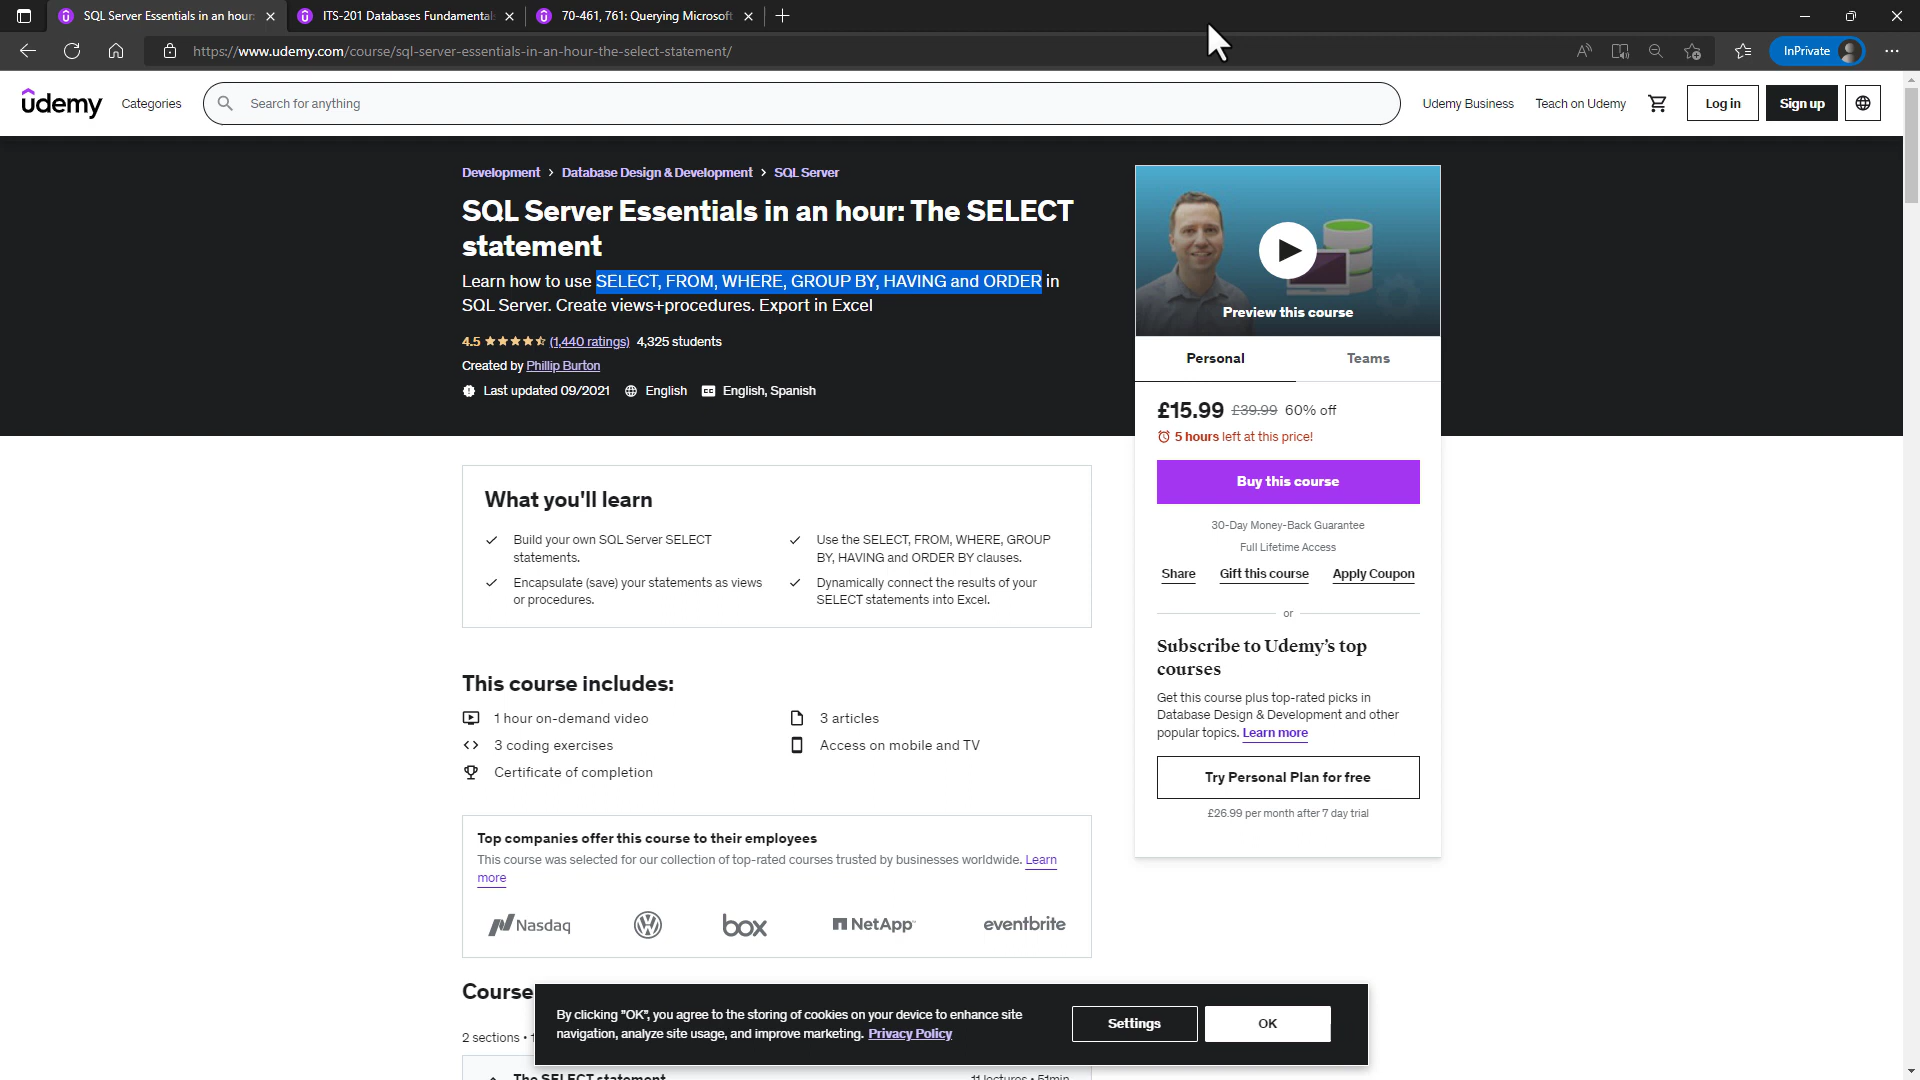 SQL Server Essentials in an hour:
ITS-201 Databases Fundamental
70-461, 761: Querying Microsoft
https://www.udemy.com/course/sql-server-essentials-in-an-hour-the-select-statement/
InPrivate
udemy
Categories
Search for anything
Udemy Business
Teach on Udemy
Log in
Sign up
Development > Database Design & Development > SQL Server
SQL Server Essentials in an hour: The SELECT
statement
Learn how to use SELECT, FROM, WHERE, GROUP BY, HAVING and ORDER in
SQL Server. Create views+procedures. Export in Excel
4.5 (1,440 ratings) 4,325 students
Created by Phillip Burton
Last updated 09/2021 English English, Spanish
Preview this course
Personal
Teams
£15.99 £39.99 60% off
5 hours left at this price!
Buy this course
30-Day Money-Back Guarantee
Full Lifetime Access
Share
Gift this course
Apply Coupon
or
Subscribe to Udemy's top
courses
Get this course plus top-rated picks in
Database Design & Development and other
popular topics. Learn more
Try Personal Plan for free
£26.99 per month after 7 day trial
What you'll learn
Build your own SQL Server SELECT
statements.
Use the SELECT, FROM, WHERE, GROUP
BY, HAVING and ORDER BY clauses.
Encapsulate (save) your statements as views
or procedures.
Dynamically connect the results of your
SELECT statements into Excel.
This course includes:
1 hour on-demand video
3 articles
3 coding exercises
Access on mobile and TV
Certificate of completion
Top companies offer this course to their employees
This course was selected for our collection of top-rated courses trusted by businesses worldwide. Learn
more
Nasdaq
box
NetApp
eventbrite
Course
2 sections •
By clicking "OK", you agree to the storing of cookies on your device to enhance site
navigation, analyze site usage, and improve marketing. Privacy Policy
Settings
OK
The SELECT statement
11 lectures • 51min